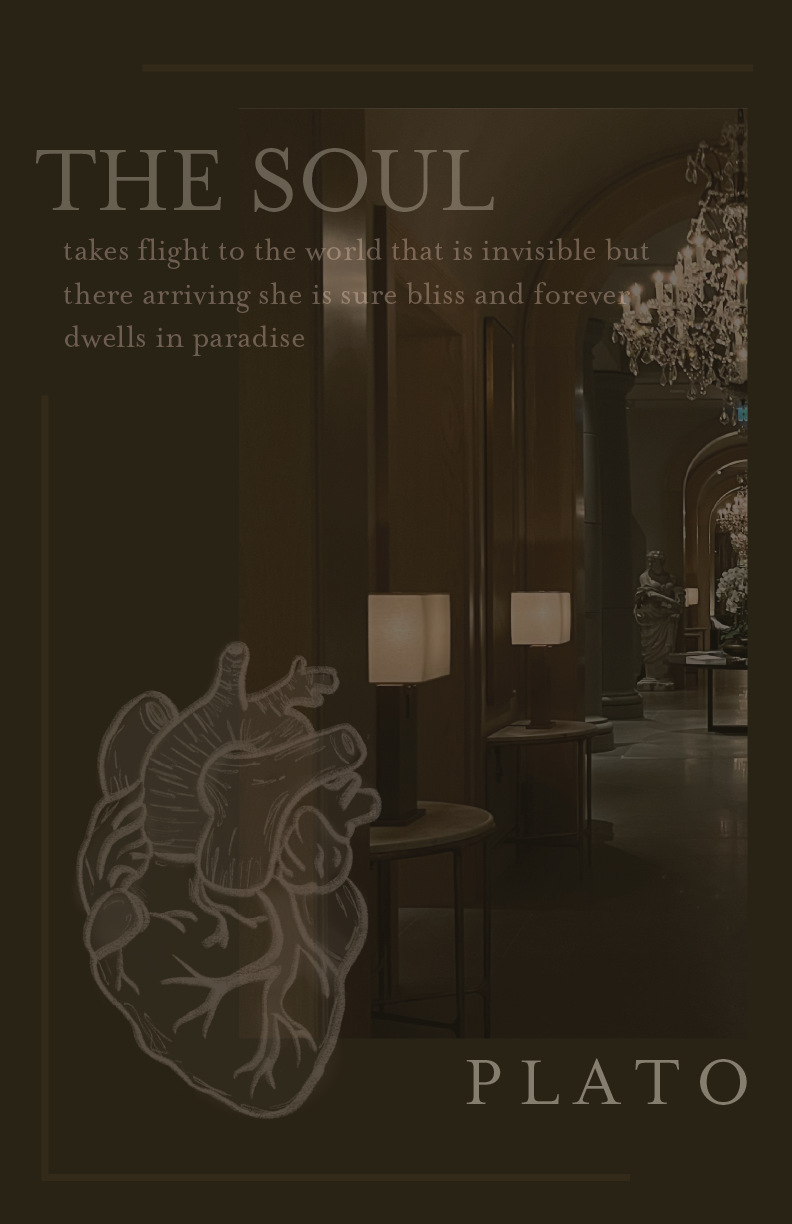 THE SOUL
takes flight to the world that is invisible but
there arriving she is sure bliss and forever
dwells in paradise
PLATO